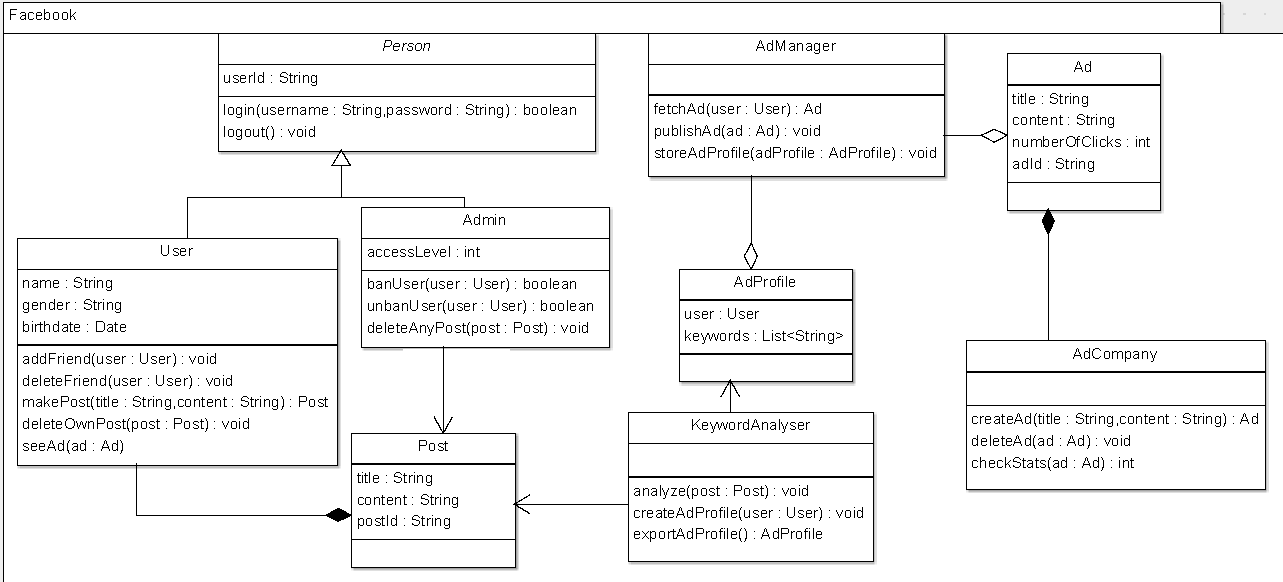 Facebook
Person
userId : String
login(username : String,password : String) : boolean
logout() : void
AdManager
fetchAd(user : User) : Ad
publishAd(ad : Ad) : void
storeAdProfile(adProfile : AdProfile) : void
Ad
title : String
content : String
numberOfClicks : int
adId : String
User
name : String
gender : String
birthdate : Date
addFriend(user : User) : void
deleteFriend(user : User) : void
makePost(title : String,content : String) : Post
deleteOwnPost(post : Post) : void
seeAd(ad : Ad)
Admin
accessLevel : int
banUser(user : User) : boolean
unbanUser(user : User) : boolean
deleteAnyPost(post : Post) : void
AdProfile
user : User
keywords : List<String>
AdCompany
createAd(title : String,content : String) : Ad
deleteAd(ad : Ad) : void
checkStats(ad : Ad) : int
Post
title : String
content : String
postId : String
KeywordAnalyser
analyze(post : Post) : void
createAdProfile(user : User) : void
exportAdProfile() : AdProfile